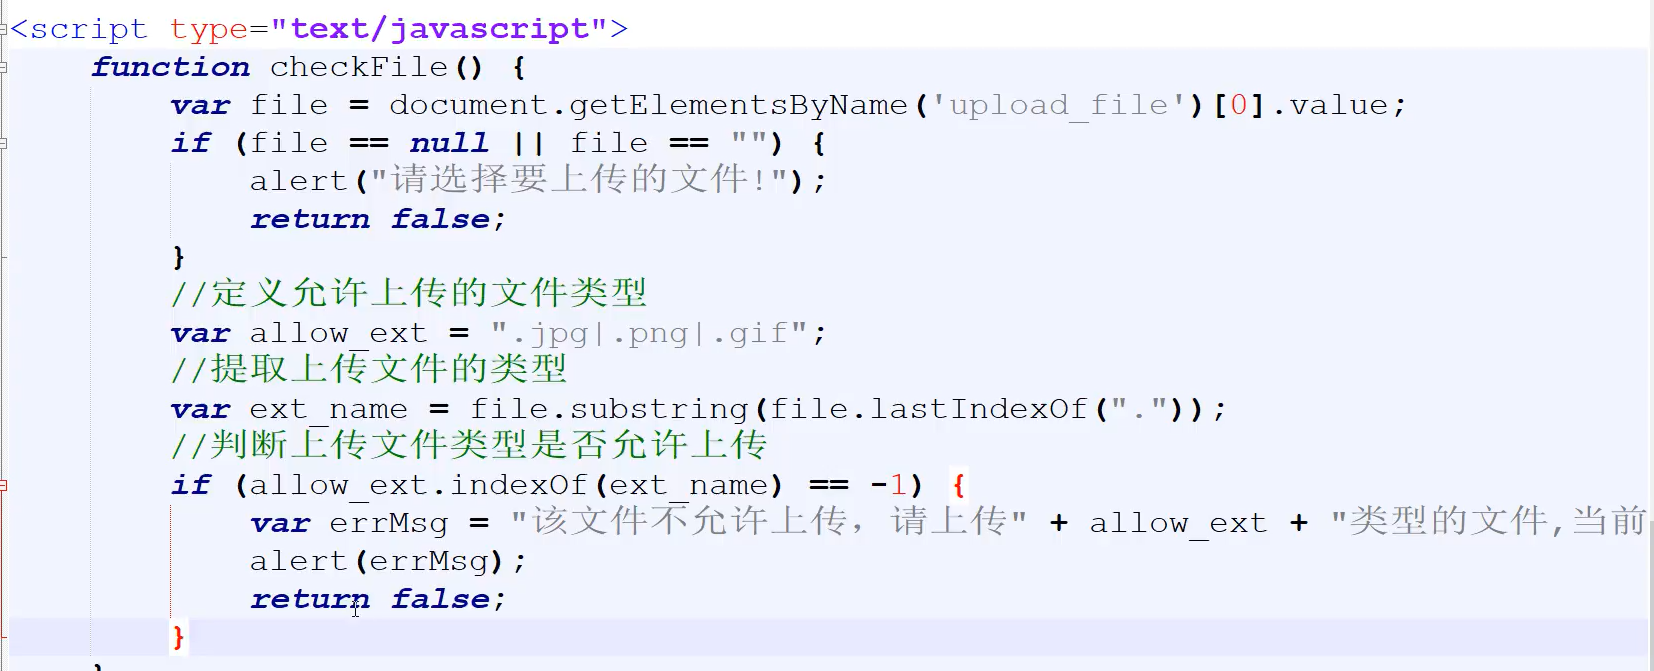 <script type="text/javascript">
function checkFile() {
var file = document.getElementsByName('upload_file')[0].value;
if (file == null || file == "") {
alert("请选择要上传的文件!");
return false;
}
//定义允许上传的文件类型
var allow_ext = ".jpg|.png|.gif";
//提取上传文件的类型
var ext_name = file.substring(file.lastIndexOf("."));
//判断上传文件类型是否允许上传
if (allow_ext.indexOf(ext_name) == -1) {
var errMsg = "该文件不允许上传，请上传" + allow_ext + "类型的文件,当前
alert(errMsg);
return false;
}
}